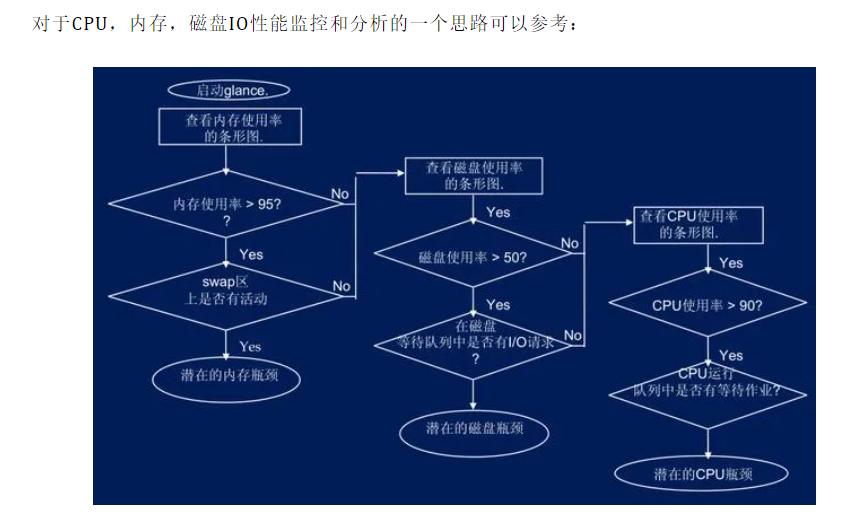 对于CPU，内存，磁盘IO性能监控和分析的一个思路可以参考：
启动glance.
查看内存使用率
的条形图.
内存使用率 > 95?
?
No
Yes
swap区
上是否有活动
No
Yes
潜在的内存瓶颈
查看磁盘使用率
的条形图.
Yes
磁盘使用率 > 50?
No
Yes
在磁盘
等待队列中是否有I/O请求
?
No
潜在的磁盘瓶颈
查看CPU使用率
的条形图.
Yes
CPU使用率 > 90?
Yes
CPU运行
队列中是否有等待作业?
潜在的CPU瓶颈